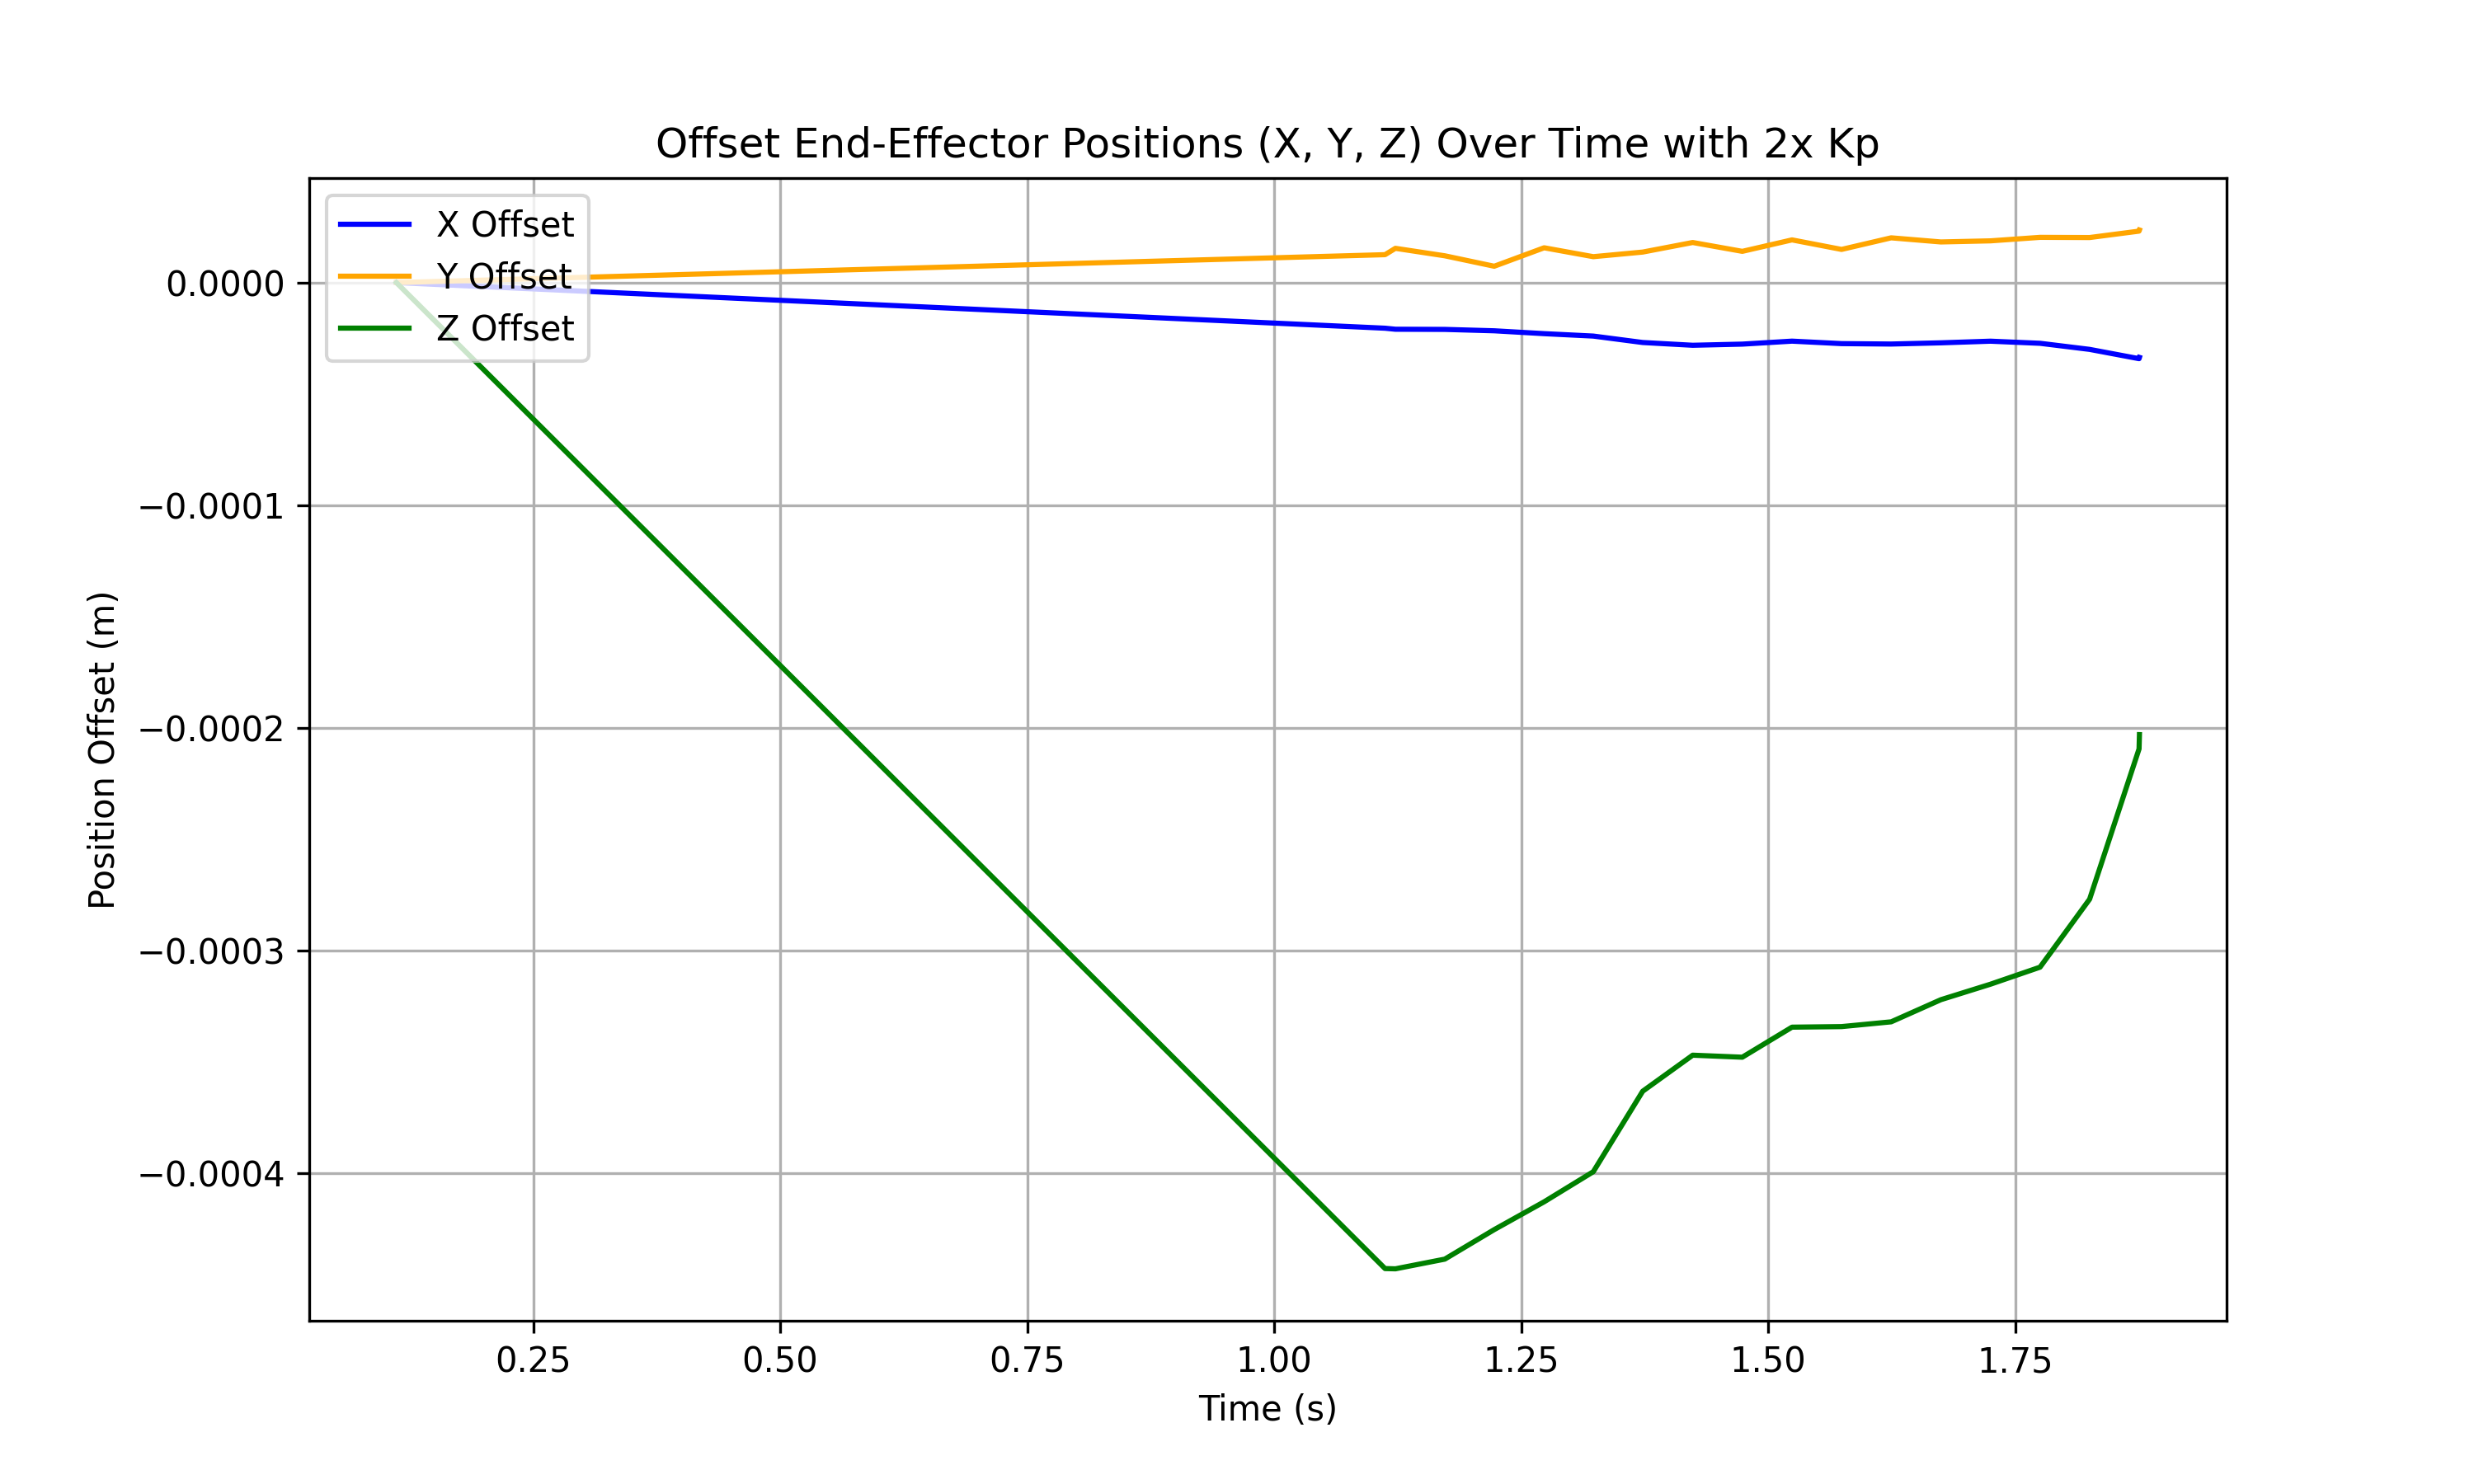 Offset End-Effector Positions (X, Y, Z) Over Time with 2x Kp
X Offset
Y Offset
Z Offset
0.0000
−0.0001
−0.0002
−0.0003
−0.0004
Position Offset (m)
0.25 0.50 0.75 1.00 1.25 1.50 1.75
Time (s)